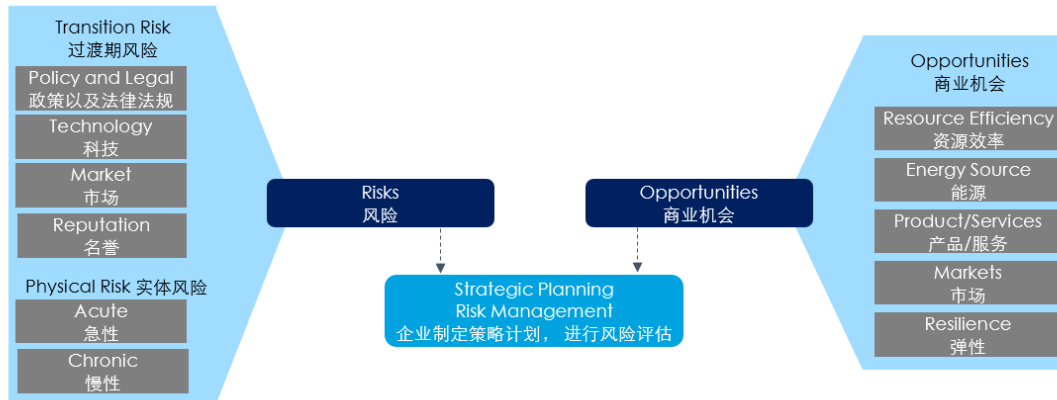 Transition Risk
过渡期风险
Policy and Legal
政策以及法律法规
Technology
科技
Market
市场
Reputation
名誉
Physical Risk 实体风险
Acute
急性
Chronic
慢性
Risks
风险
Opportunities
商业机会
Strategic Planning
Risk Management
企业制定策略计划， 进行风险评估
Opportunities
商业机会
Resource Efficiency
资源效率
Energy Source
能源
Product/Services
产品/服务
Markets
市场
Resilience
弹性